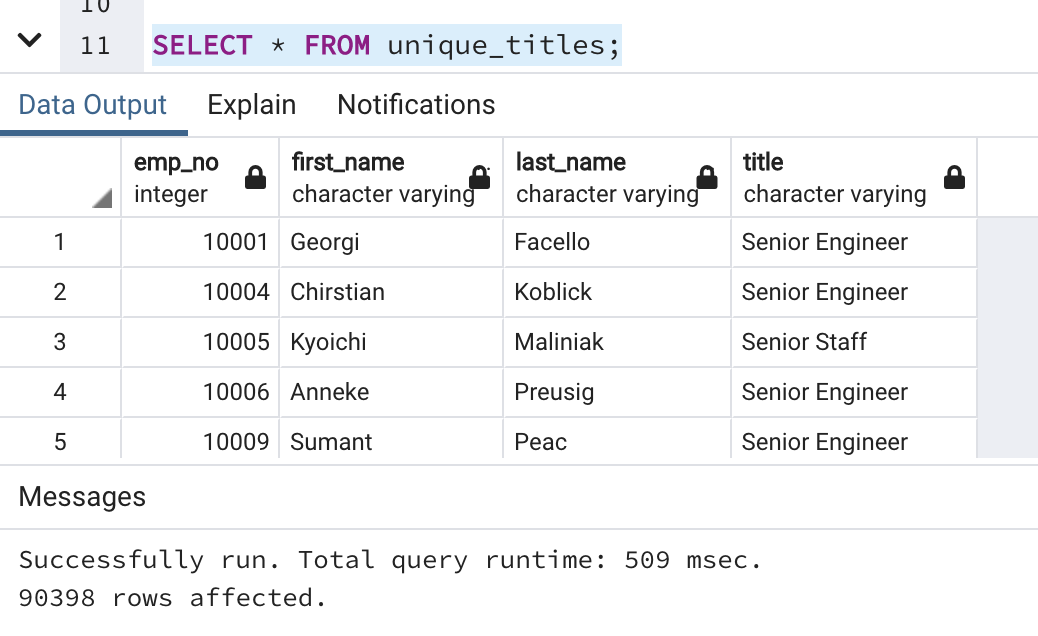 10
11 SELECT * FROM unique_titles;
Data Output Explain Notifications
emp_no first_name last_name title
integer character varying character varying character varying
1 10001 Georgi Facello Senior Engineer
2 10004 Chirstian Koblick Senior Engineer
3 10005 Kyoichi Maliniak Senior Staff
4 10006 Anneke Preusig Senior Engineer
5 10009 Sumant Peac Senior Engineer
Messages
Successfully run. Total query runtime: 509 msec.
90398 rows affected.